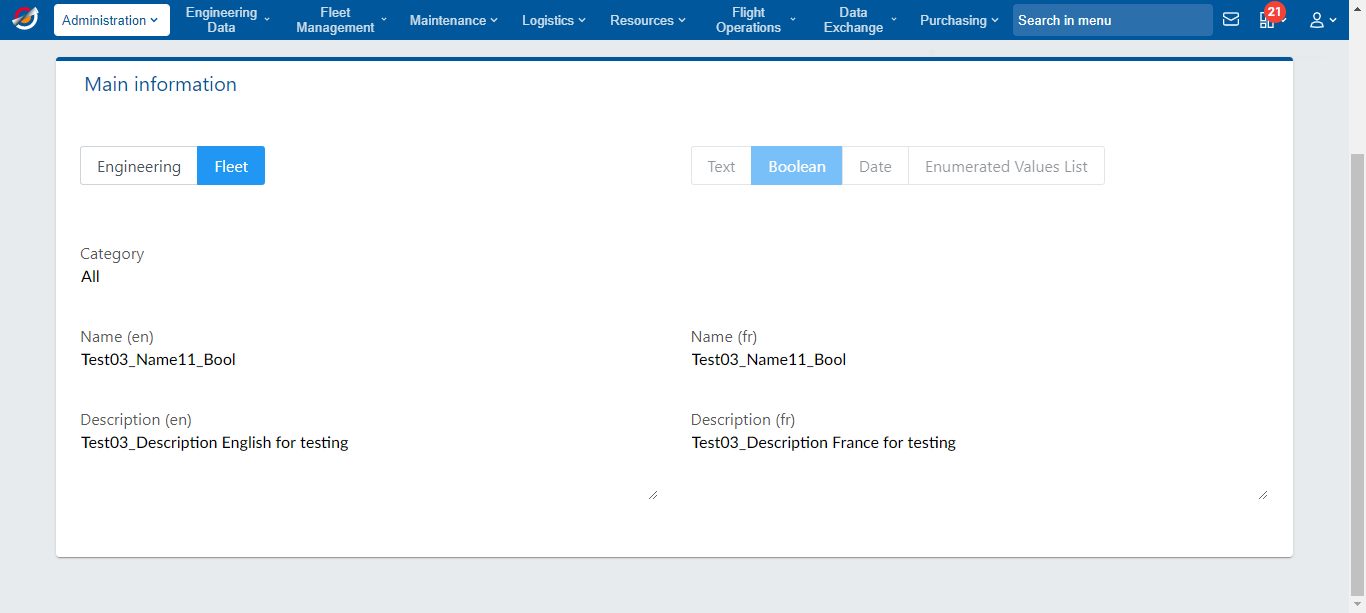 Administration
Engineering
Data
Fleet
Management
Maintenance
Logistics
Resources
Flight
Operations
Data
Exchange
Purchasing
Search in menu
21
Main information
Engineering
Fleet
Text
Boolean
Date
Enumerated Values List
Category
All
Name (en)
Name (fr)
Test03_Name11_Bool
Test03_Name11_Bool
Description (en)
Description (fr)
Test03_Description English for testing
Test03_Description France for testing